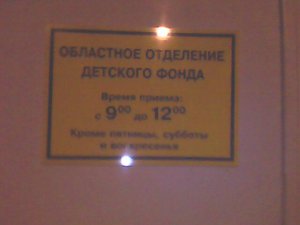 ОБЛАСТНОЕ ОТДЕЛЕНИЕ
ДЕТСКОГО ФОНДА
Время приема:
с 9⁰⁰ до 12⁰⁰
Кроме пятницы, субботы
и воскресенья